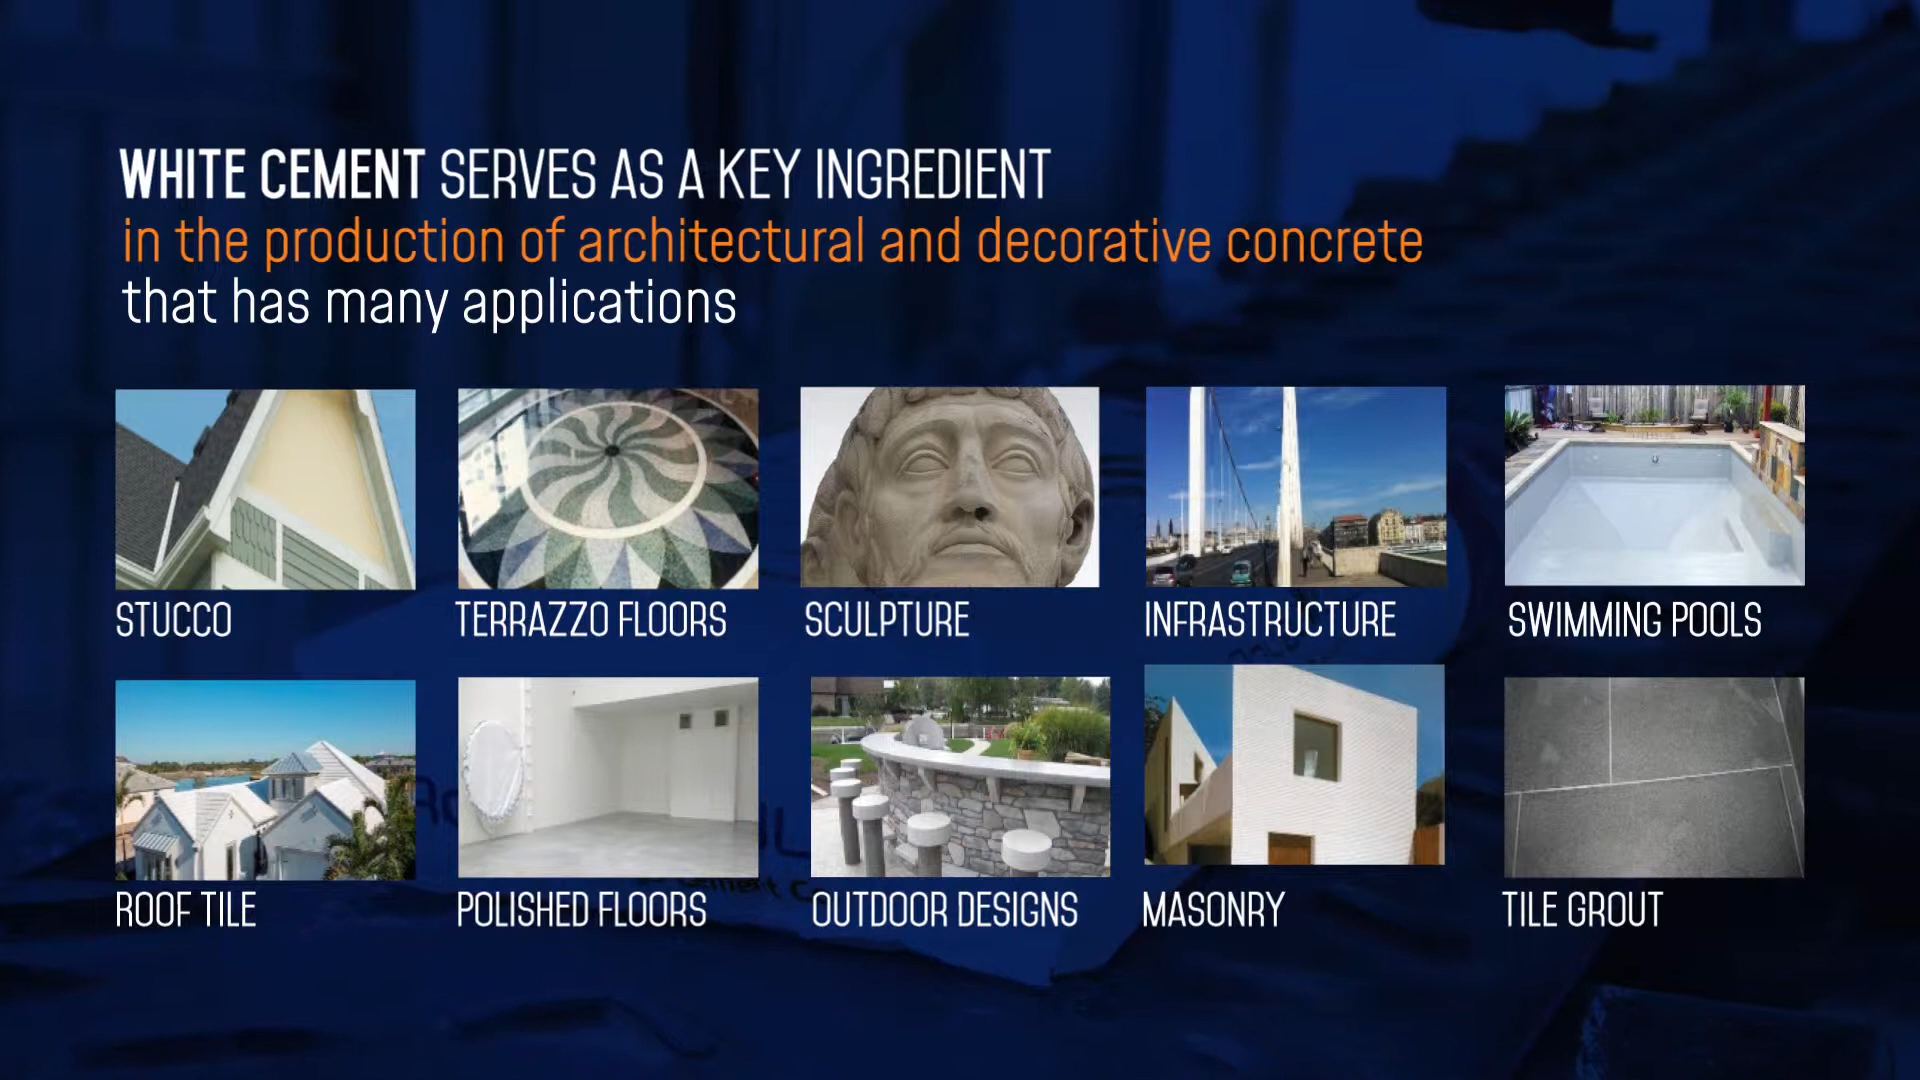 WHITE CEMENT SERVES AS A KEY INGREDIENT
in the production of architectural and decorative concrete
that has many applications
STUCCO
TERRAZZO FLOORS
SCULPTURE
INFRASTRUCTURE
SWIMMING POOLS
ROOF TILE
POLISHED FLOORS
OUTDOOR DESIGNS
MASONRY
TILE GROUT